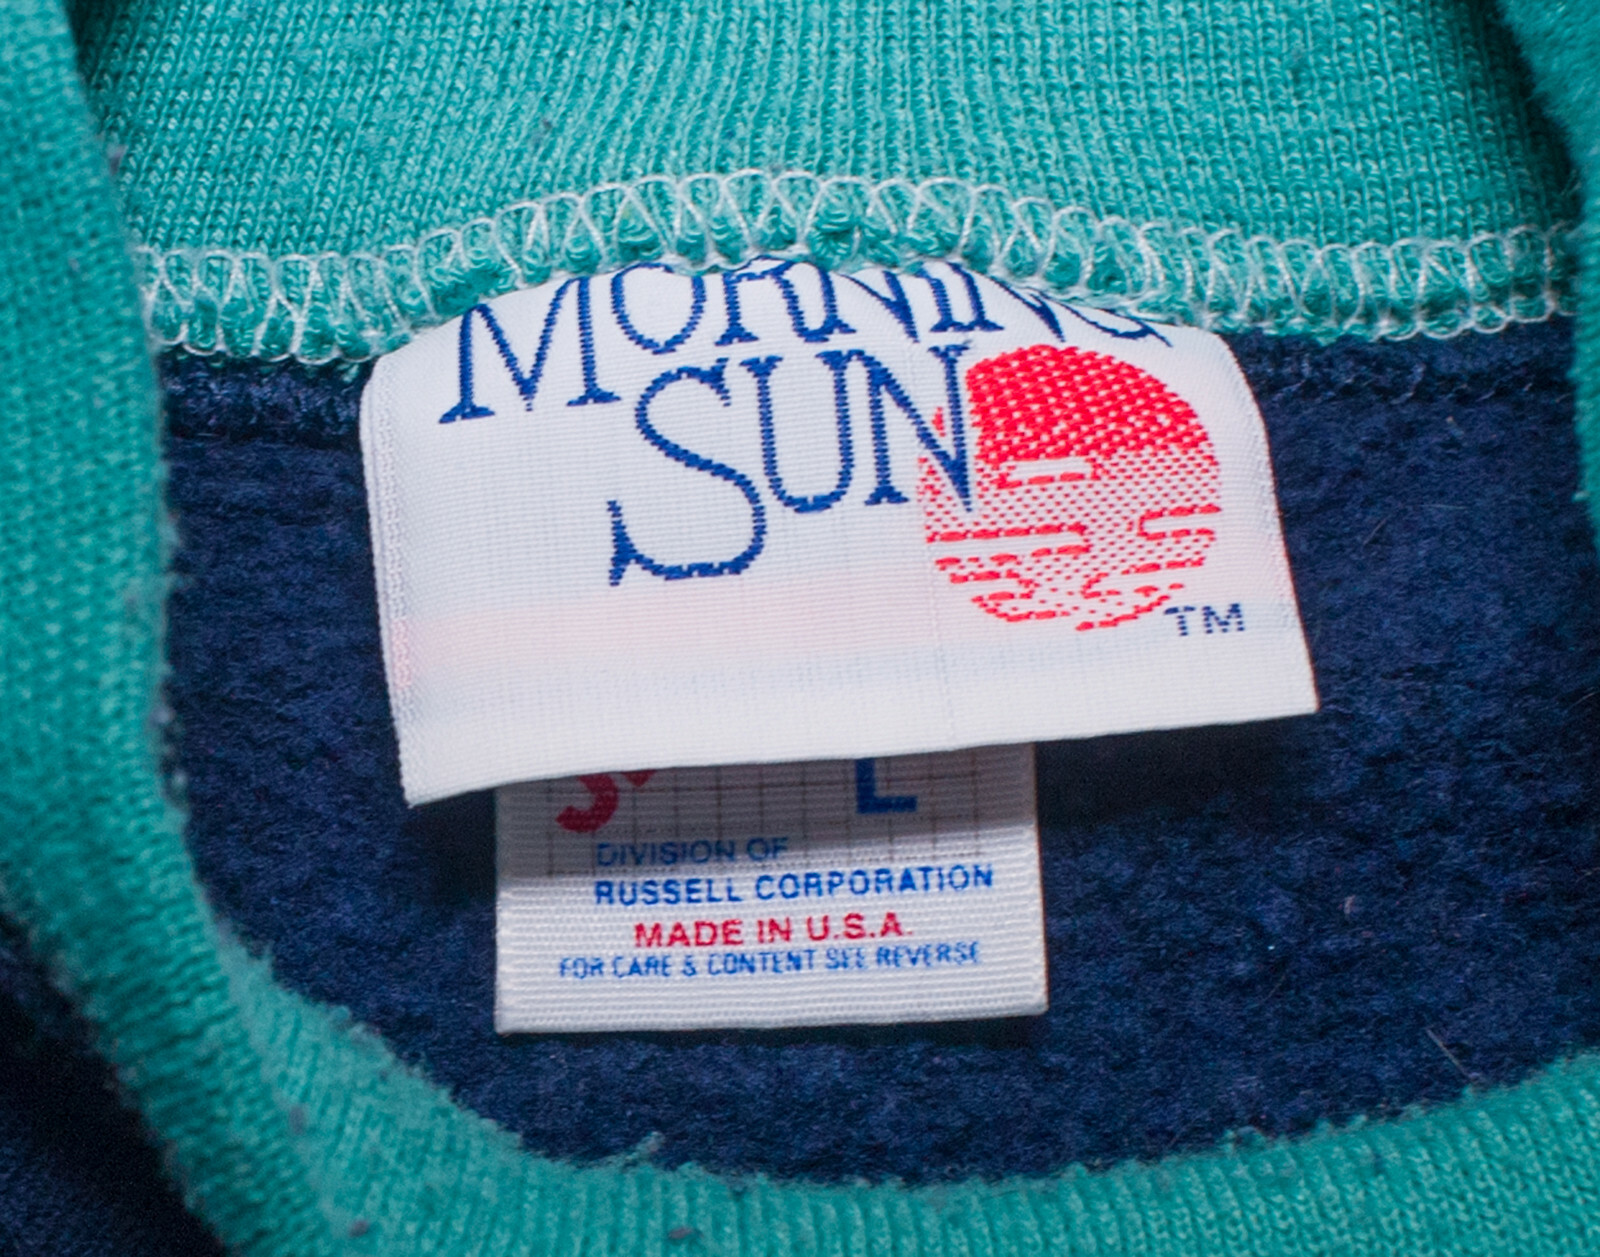 MORNING
SUN
TM
L
DIVISION OF
RUSSELL CORPORATION
MADE IN U.S.A.
FOR CARE & CONTENT SEE REVERSE